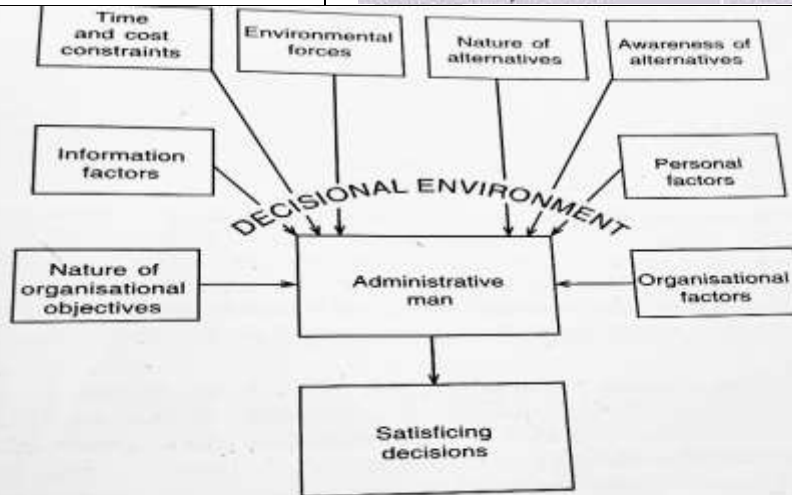 Time
and cost
constraints
Environmental
forces
Nature of
alternatives
Awareness of
alternatives
Information
factors
Personal
factors
DECISIONAL ENVIRONMENT
Nature of
organisational
objectives
Administrative
man
Organisational
factors
Satisficing
decisions